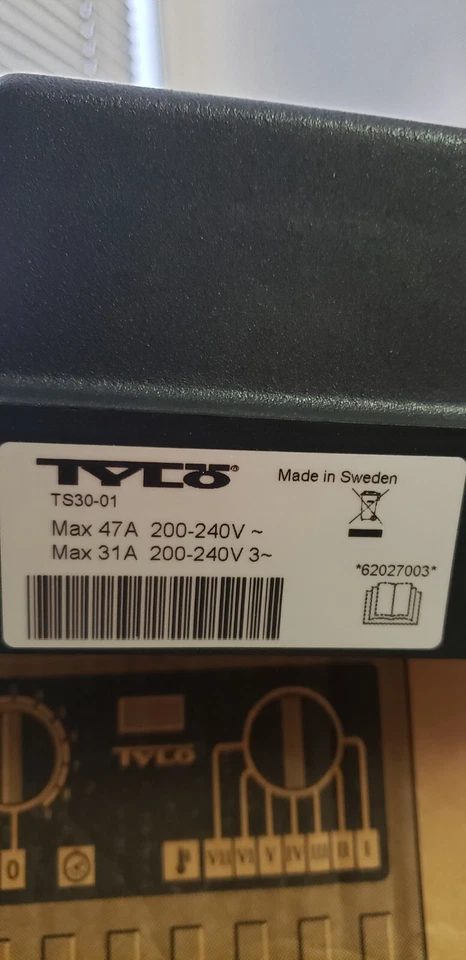 TYLÖ®
Made in Sweden
TS30-01
Max 47A 200-240V ~
Max 31A 200-240V 3~
*62027003*
TYLÖ
0
VII VI V IV III II I